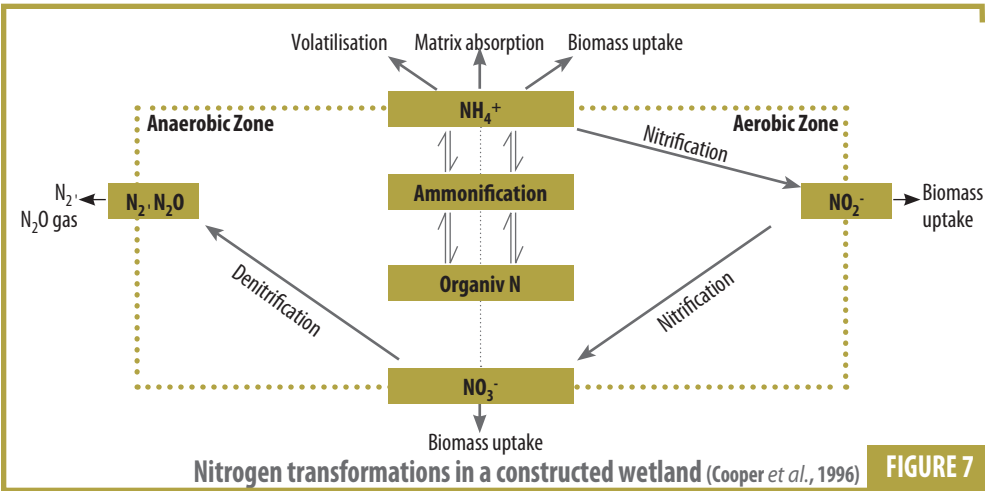 Volatilisation Matrix absorption Biomass uptake
NH₄⁺
Anaerobic Zone
Aerobic Zone
Nitrification
N₂, N₂O gas
N₂, N₂O
Ammonification
NO₂⁻
Biomass uptake
Organiv N
Denitrification
Nitrification
NO₃⁻
Biomass uptake
Nitrogen transformations in a constructed wetland (Cooper et al., 1996)
FIGURE 7